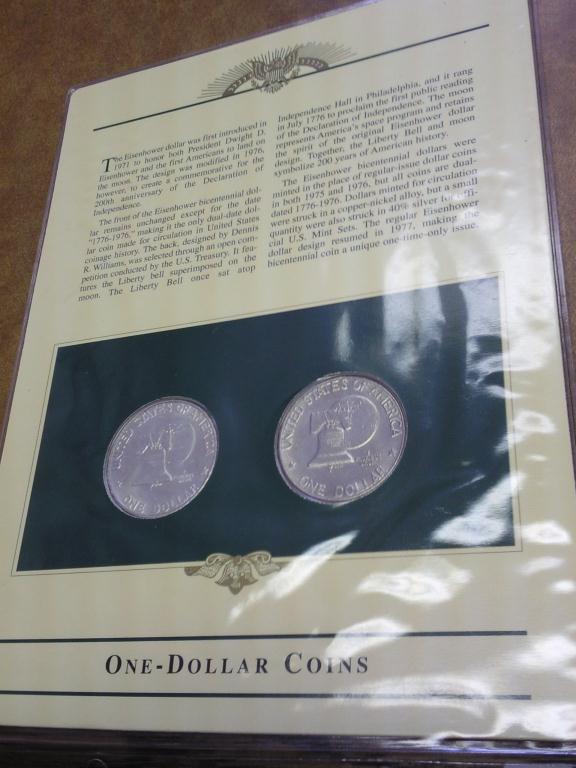 The Eisenhower dollar was first introduced in
1971 to honor both President Dwight D.
Eisenhower and the first Americans to land on
the moon. The design was modified in 1976,
however, to create a commemorative for the
200th anniversary of the Declaration of
Independence.
The front of the Eisenhower bicentennial dol-
lar remains unchanged except for the date
"1776-1976," making it the only dual-date dol-
lar coin made for circulation in United States
coinage history. The back, designed by Dennis
R. Williams, was selected through an open com-
petition conducted by the U.S. Treasury. It fea-
tures the Liberty bell superimposed on the
moon. The Liberty Bell once sat atop
Independence Hall in Philadelphia, and it rang
in July 1776 to proclaim the first public reading
of the Declaration of Independence. The moon
represents America's space program and retains
the spirit of the original Eisenhower dollar
design. Together, the Liberty Bell and moon
symbolize 200 years of American history.
The Eisenhower bicentennial dollars were
minted in the place of regular-issue dollar coins
in both 1975 and 1976, but all coins are dual-
dated 1776-1976. Dollars minted for circulation
were struck in a copper-nickel alloy, but a small
quantity were also struck in 40% silver for offi-
cial U.S. Mint Sets. The regular Eisenhower
dollar design resumed in 1977, making the
bicentennial coin a unique one-time-only issue.
UNITED STATES OF AMERICA
ONE DOLLAR
UNITED STATES OF AMERICA
ONE DOLLAR
ONE-DOLLAR COINS